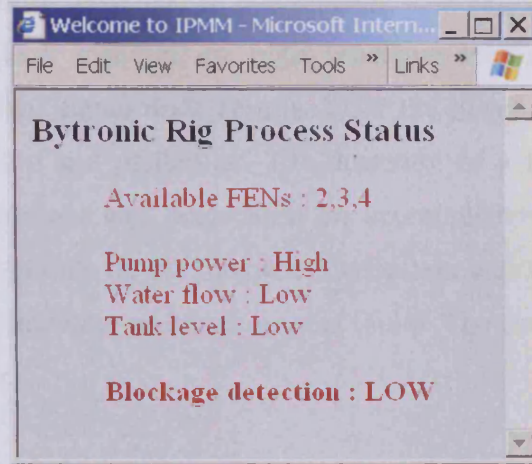 Welcome to IPMM - Microsoft Intern...
File Edit View Favorites Tools » Links »
Bytronic Rig Process Status
Available FENs : 2,3,4
Pump power : High
Water flow : Low
Tank level : Low
Blockage detection : LOW